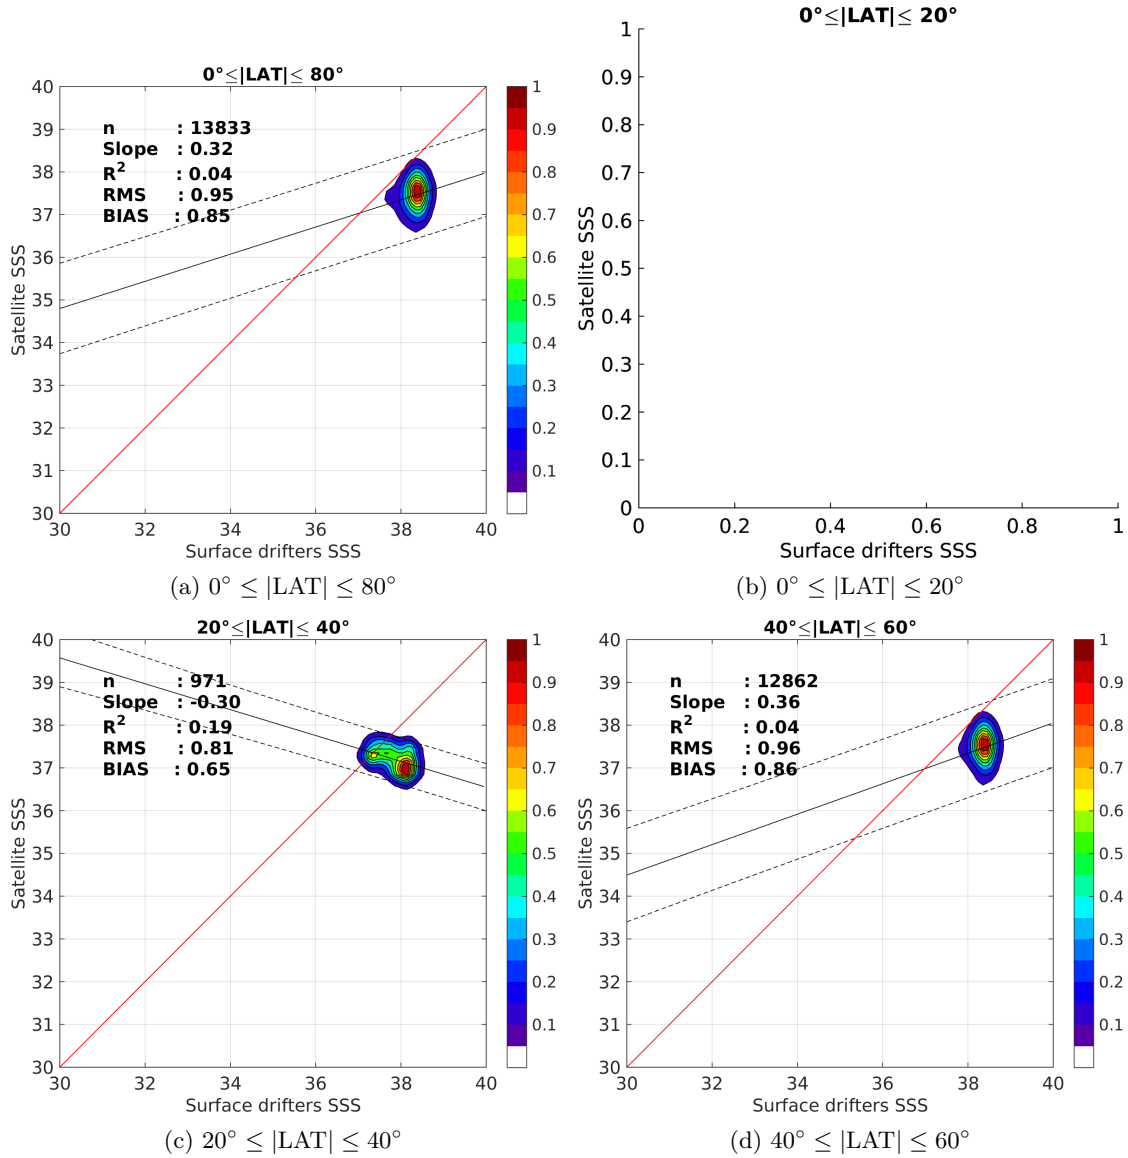 0°≤|LAT|≤ 80°
40
39
38
37
36
35
34
33
32
31
30
n : 13833
Slope : 0.32
R² : 0.04
RMS : 0.95
BIAS : 0.85
Satellite SSS
30 32 34 36 38 40
Surface drifters SSS
1
0.9
0.8
0.7
0.6
0.5
0.4
0.3
0.2
0.1
(a) 0° ≤ |LAT| ≤ 80°
0°≤|LAT|≤ 20°
1
0.9
0.8
0.7
0.6
0.5
0.4
0.3
0.2
0.1
0
Satellite SSS
0 0.2 0.4 0.6 0.8 1
Surface drifters SSS
(b) 0° ≤ |LAT| ≤ 20°
20°≤|LAT|≤ 40°
40
39
38
37
36
35
34
33
32
31
30
n : 971
Slope : -0.30
R² : 0.19
RMS : 0.81
BIAS : 0.65
Satellite SSS
30 32 34 36 38 40
Surface drifters SSS
1
0.9
0.8
0.7
0.6
0.5
0.4
0.3
0.2
0.1
(c) 20° ≤ |LAT| ≤ 40°
40°≤|LAT|≤ 60°
40
39
38
37
36
35
34
33
32
31
30
n : 12862
Slope : 0.36
R² : 0.04
RMS : 0.96
BIAS : 0.86
Satellite SSS
30 32 34 36 38 40
Surface drifters SSS
1
0.9
0.8
0.7
0.6
0.5
0.4
0.3
0.2
0.1
(d) 40° ≤ |LAT| ≤ 60°